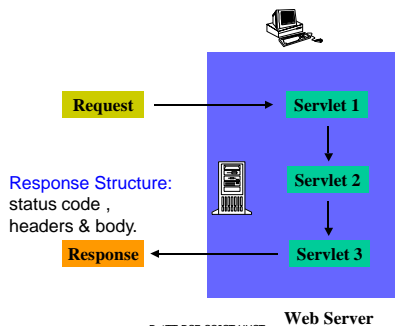 Request
Servlet 1
Servlet 2
Response Structure:
status code ,
headers & body.
Response
Servlet 3
Web Server